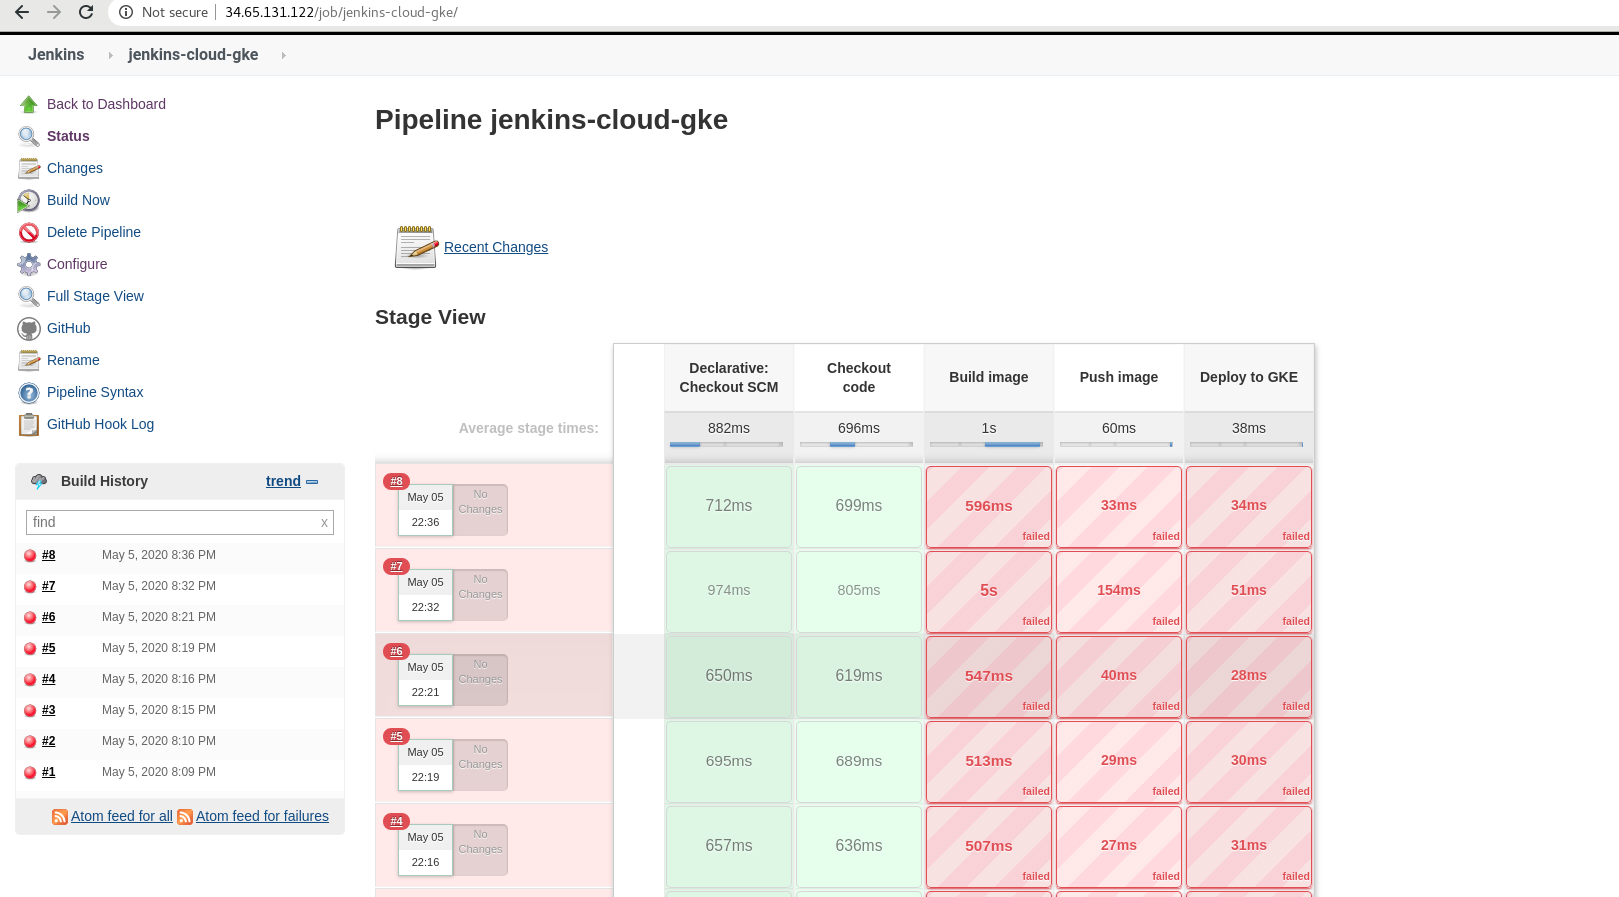 Not secure 34.65.131.122/job/jenkins-cloud-gke/
Jenkins jenkins-cloud-gke
Back to Dashboard
Status
Changes
Build Now
Delete Pipeline
Configure
Full Stage View
GitHub
Rename
Pipeline Syntax
GitHub Hook Log
Build History trend
find x
#8 May 5, 2020 8:36 PM
#7 May 5, 2020 8:32 PM
#6 May 5, 2020 8:21 PM
#5 May 5, 2020 8:19 PM
#4 May 5, 2020 8:16 PM
#3 May 5, 2020 8:15 PM
#2 May 5, 2020 8:10 PM
#1 May 5, 2020 8:09 PM
Atom feed for all Atom feed for failures
Pipeline jenkins-cloud-gke
Recent Changes
Stage View
Declarative:
Checkout SCM
Checkout
code
Build image
Push image
Deploy to GKE
Average stage times: 882ms 696ms 1s 60ms 38ms
#8
May 05
22:36
No
Changes
712ms 699ms 596ms 33ms 34ms
failed failed failed
#7
May 05
22:32
No
Changes
974ms 805ms 5s 154ms 51ms
failed failed failed
#6
May 05
22:21
No
Changes
650ms 619ms 547ms 40ms 28ms
failed failed failed
#5
May 05
22:19
No
Changes
695ms 689ms 513ms 29ms 30ms
failed failed failed
#4
May 05
22:16
No
Changes
657ms 636ms 507ms 27ms 31ms
failed failed failed